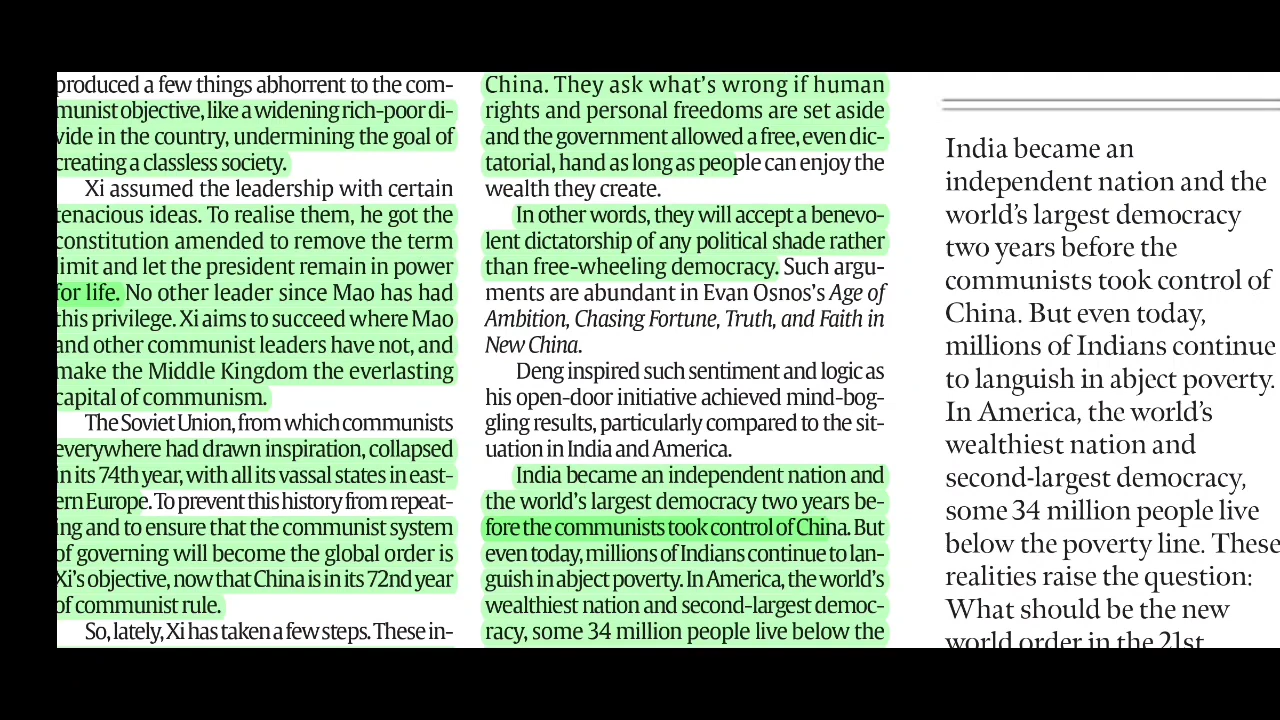 produced a few things abhorrent to the com-
munist objective, like a widening rich-poor di-
vide in the country, undermining the goal of
creating a classless society.
Xi assumed the leadership with certain
tenacious ideas. To realise them, he got the
constitution amended to remove the term
limit and let the president remain in power
for life. No other leader since Mao has had
this privilege. Xi aims to succeed where Mao
and other communist leaders have not, and
make the Middle Kingdom the everlasting
capital of communism.
The Soviet Union, from which communists
everywhere had drawn inspiration, collapsed
in its 74th year, with all its vassal states in east-
ern Europe. To prevent this history from repeat-
ing and to ensure that the communist system
of governing will become the global order is
Xi's objective, now that China is in its 72nd year
of communist rule.
So, lately, Xi has taken a few steps. These in-
China. They ask what's wrong if human
rights and personal freedoms are set aside
and the government allowed a free, even dic-
tatorial, hand as long as people can enjoy the
wealth they create.
In other words, they will accept a benevo-
lent dictatorship of any political shade rather
than free-wheeling democracy. Such argu-
ments are abundant in Evan Osnos's Age of
Ambition, Chasing Fortune, Truth, and Faith in
New China.
Deng inspired such sentiment and logic as
his open-door initiative achieved mind-bog-
gling results, particularly compared to the sit-
uation in India and America.
India became an independent nation and
the world's largest democracy two years be-
fore the communists took control of China. But
even today, millions of Indians continue to lan-
guish in abject poverty. In America, the world's
wealthiest nation and second-largest democ-
racy, some 34 million people live below the
India became an
independent nation and the
world's largest democracy
two years before the
communists took control of
China. But even today,
millions of Indians continue
to languish in abject poverty.
In America, the world's
wealthiest nation and
second-largest democracy,
some 34 million people live
below the poverty line. These
realities raise the question:
What should be the new
world order in the 21st